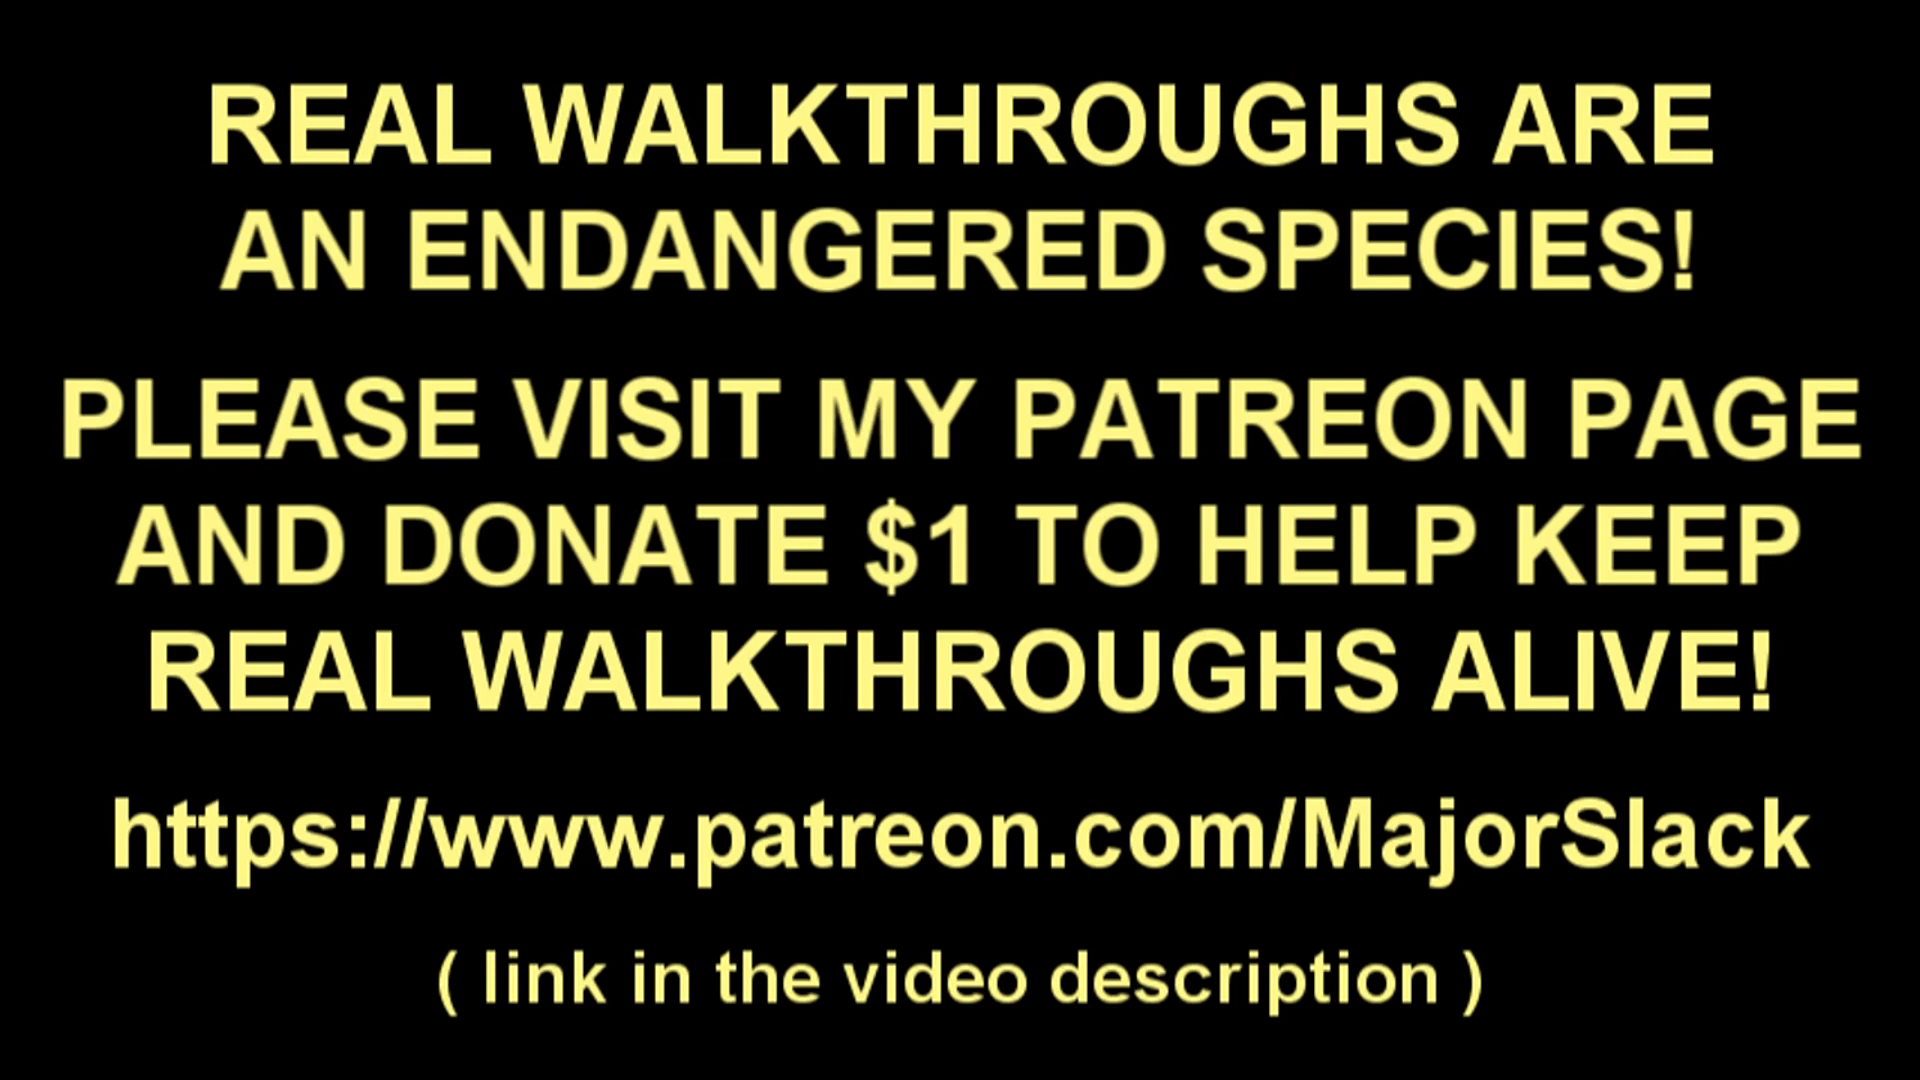 REAL WALKTHROUGHS ARE
AN ENDANGERED SPECIES!
PLEASE VISIT MY PATREON PAGE
AND DONATE $1 TO HELP KEEP
REAL WALKTHROUGHS ALIVE!
https://www.patreon.com/MajorSlack
( link in the video description )